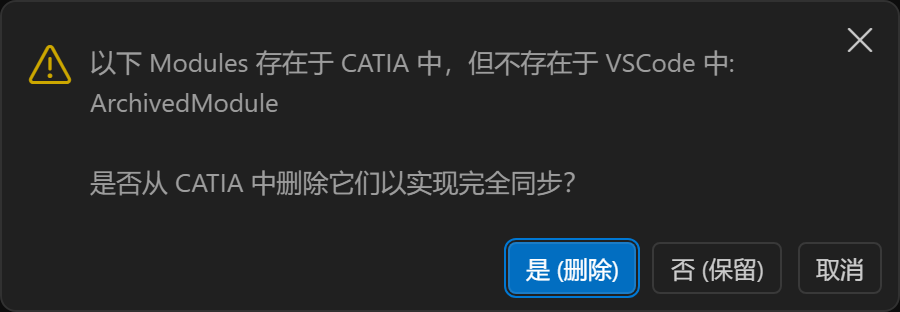 以下 Modules 存在于 CATIA 中，但不存在于 VSCode 中:
ArchivedModule
是否从 CATIA 中删除它们以实现完全同步？
是 (删除)
否 (保留)
取消